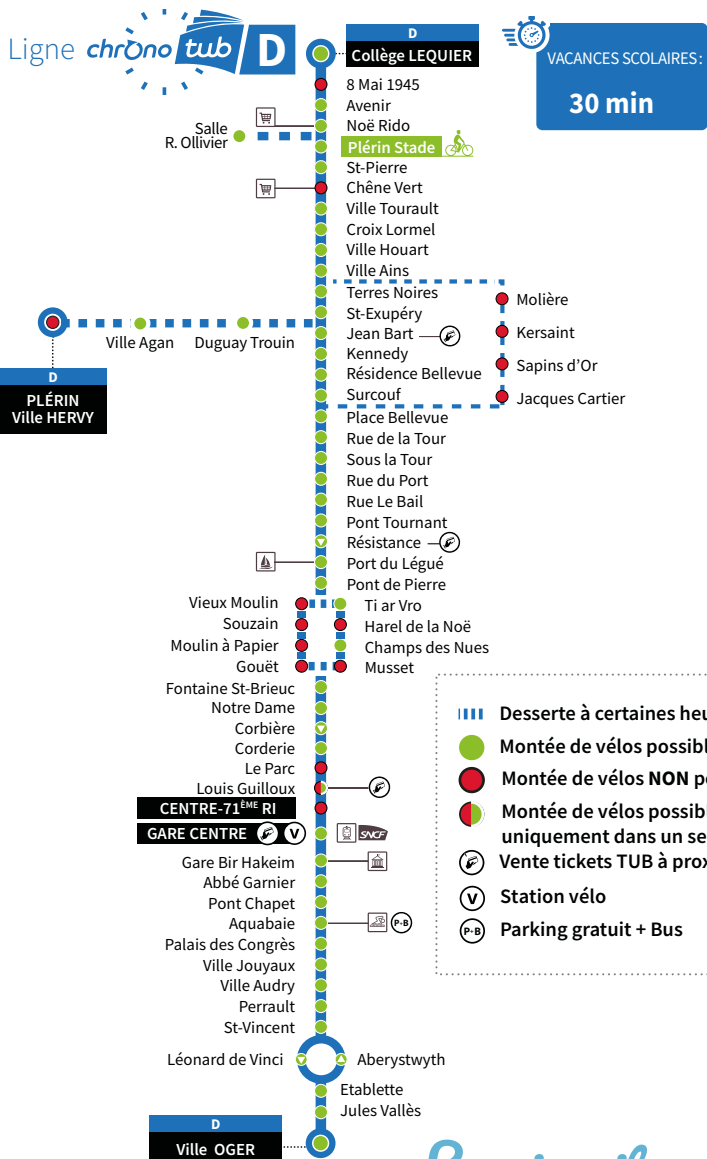 Ligne chrono tub D
D
Collège LEQUIER
VACANCES SCOLAIRES :
30 min
8 Mai 1945
Avenir
Noë Rido
Salle
R. Ollivier
Plérin Stade
St-Pierre
Chêne Vert
Ville Tourault
Croix Lormel
Ville Houart
Ville Ains
Terres Noires
St-Exupéry
Jean Bart
Kennedy
Résidence Bellevue
Surcouf
Molière
Kersaint
Sapins d'Or
Jacques Cartier
Ville Agan
Duguay Trouin
D
PLÉRIN
Ville HERVY
Place Bellevue
Rue de la Tour
Sous la Tour
Rue du Port
Rue Le Bail
Pont Tournant
Résistance
Port du Légué
Pont de Pierre
Vieux Moulin
Souzain
Moulin à Papier
Gouët
Ti ar Vro
Harel de la Noë
Champs des Nues
Musset
Fontaine St-Brieuc
Notre Dame
Corbière
Corderie
Le Parc
Louis Guilloux
CENTRE-71ÈME RI
GARE CENTRE V
SNCF
Gare Bir Hakeim
Abbé Garnier
Pont Chapet
Aquabaie
P+B
Palais des Congrès
Ville Jouyaux
Ville Audry
Perrault
St-Vincent
Léonard de Vinci
Aberystwyth
Etablette
Jules Vallès
D
Ville OGER
Desserte à certaines heu
Montée de vélos possibl
Montée de vélos NON po
Montée de vélos possibl
uniquement dans un se
Vente tickets TUB à prox
V Station vélo
P+B Parking gratuit + Bus